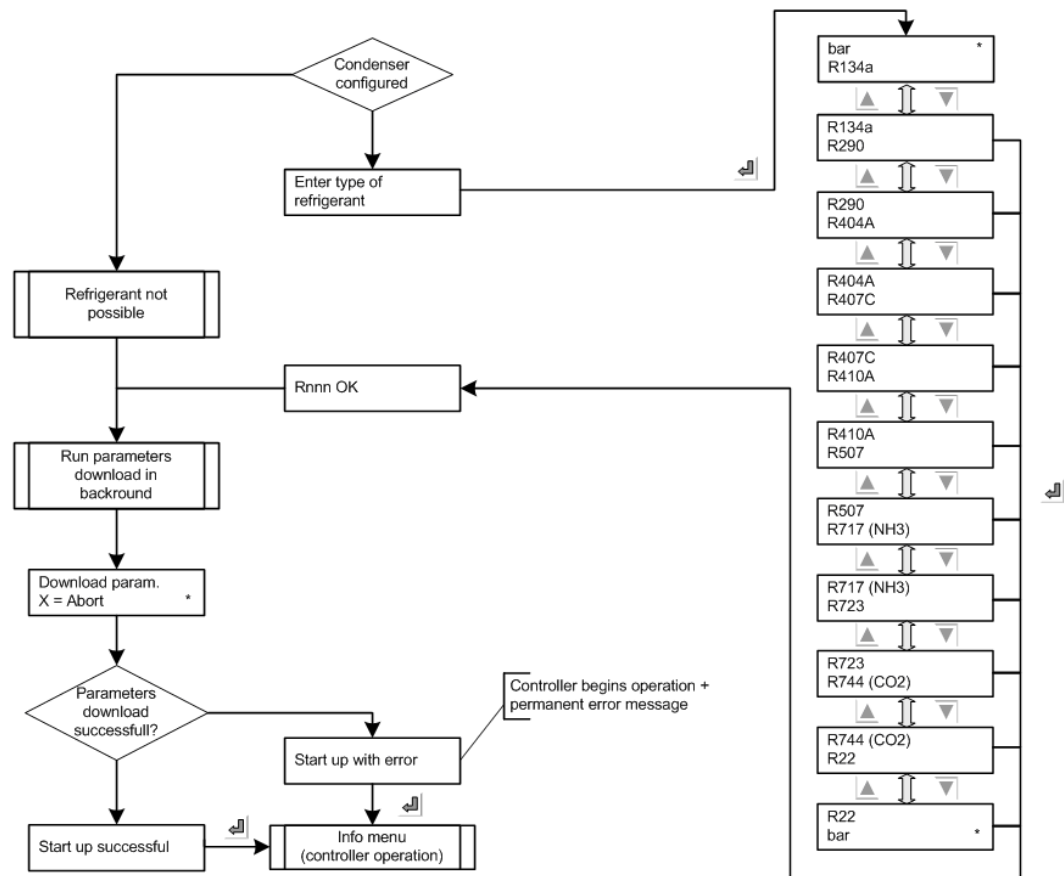 Condenser
configured
Enter type of
refrigerant
Refrigerant not
possible
Rnnn OK
Run parameters
download in
backround
Download param.
X = Abort *
Parameters
download
successfull?
Controller begins operation +
permanent error message
Start up with error
Start up successful
Info menu
(controller operation)
bar *
R134a
R134a
R290
R290
R404A
R404A
R407C
R407C
R410A
R410A
R507
R507
R717 (NH3)
R717 (NH3)
R723
R723
R744 (CO2)
R744 (CO2)
R22
R22
bar *